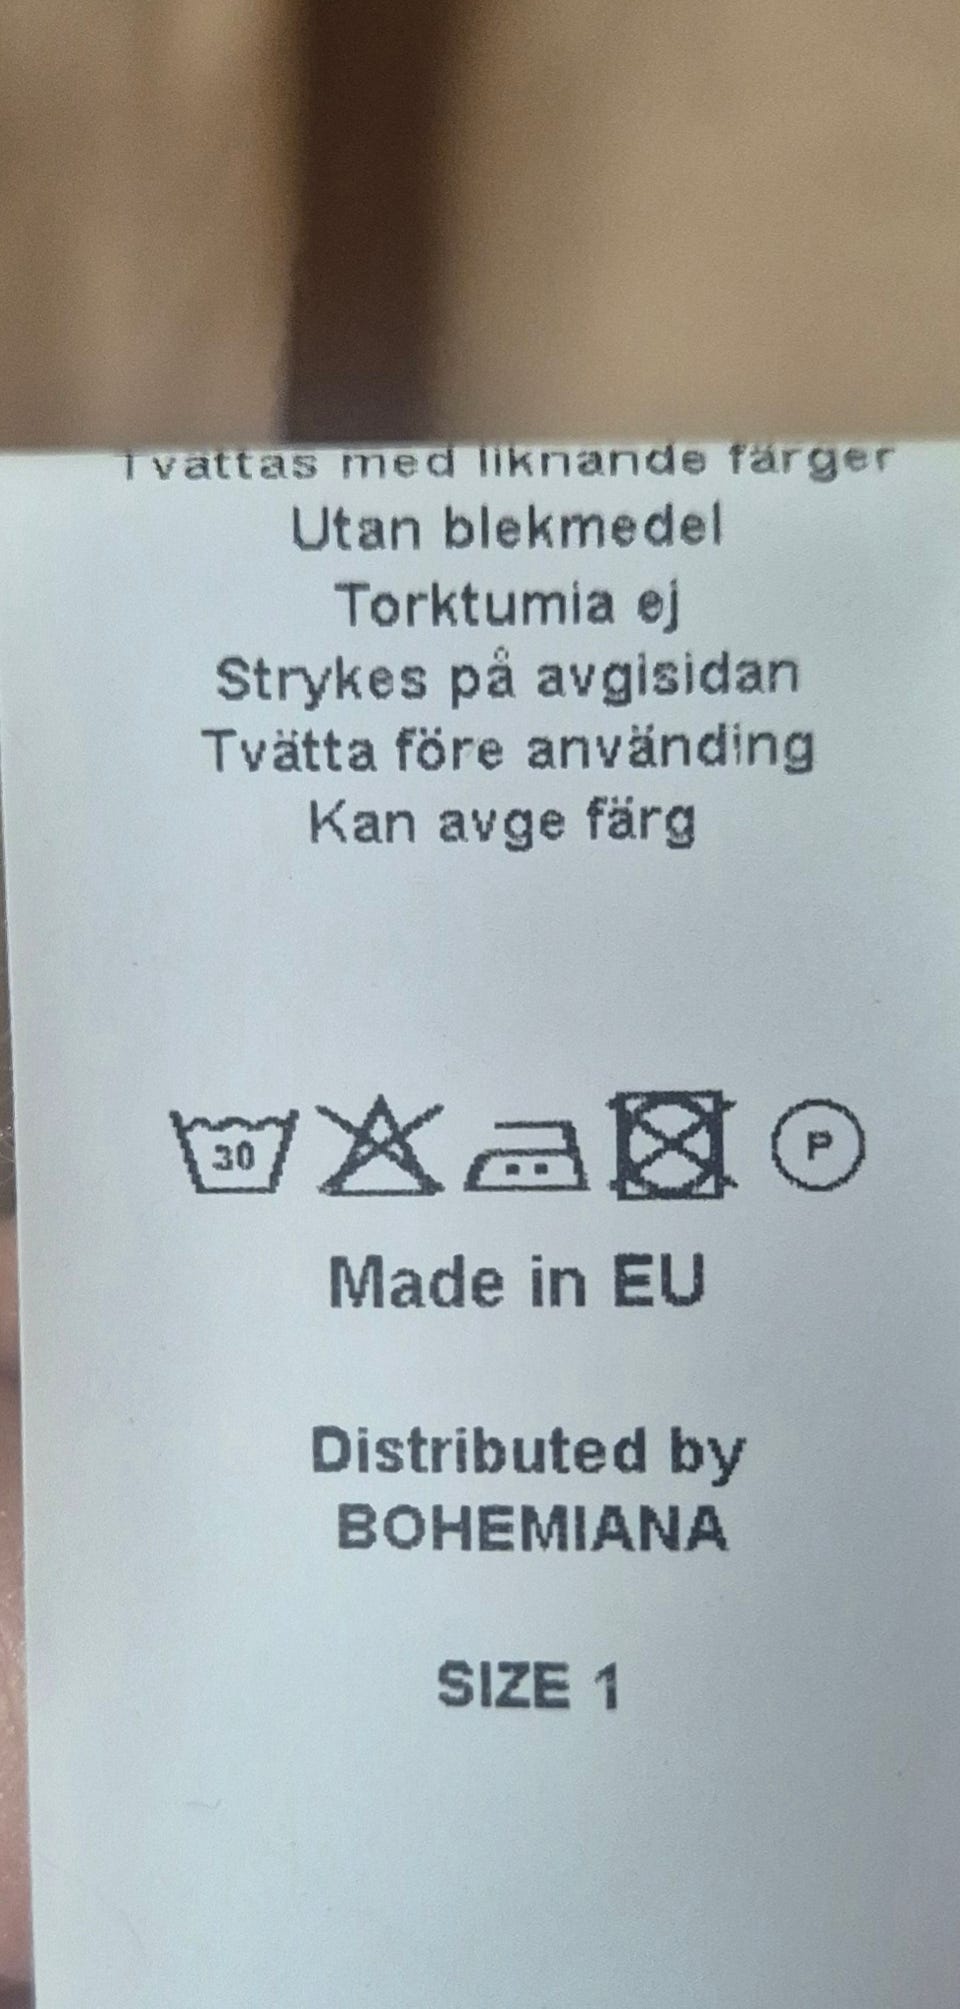 Tvättas med liknande färger
Utan blekmedel
Torktumia ej
Strykes på avgisidan
Tvätta före använding
Kan avge färg
30 P
Made in EU
Distributed by
BOHEMIANA
SIZE 1